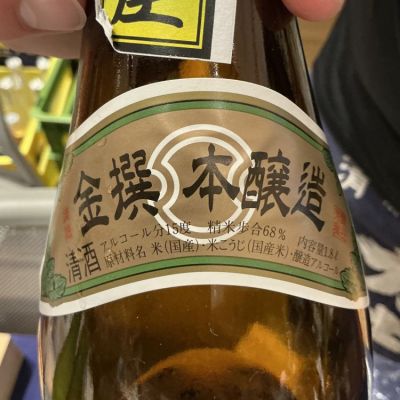 金撰 本醸造
アルコール分15度 精米歩合68% 内容量1.8ℓ
清酒 原材料名 米(国産)・米こうじ(国産米)・醸造アルコール